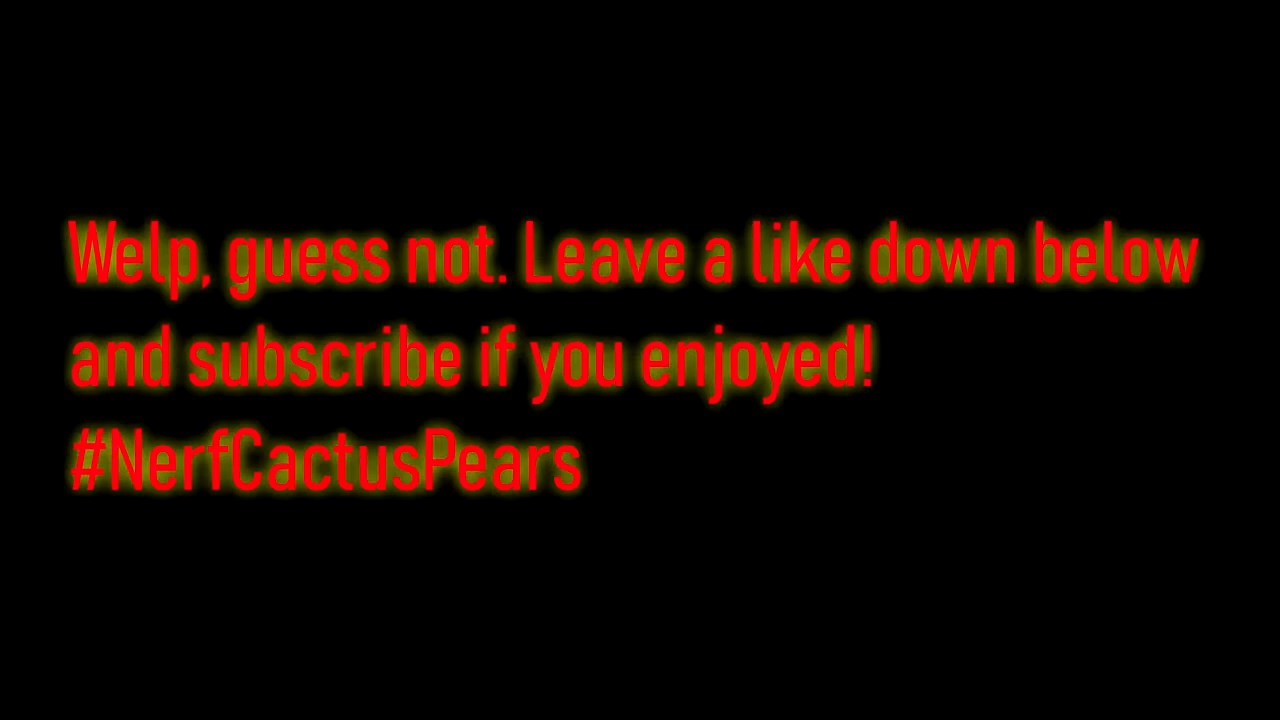 Welp, guess not. Leave a like down below
and subscribe if you enjoyed!
#NerfCactusPears